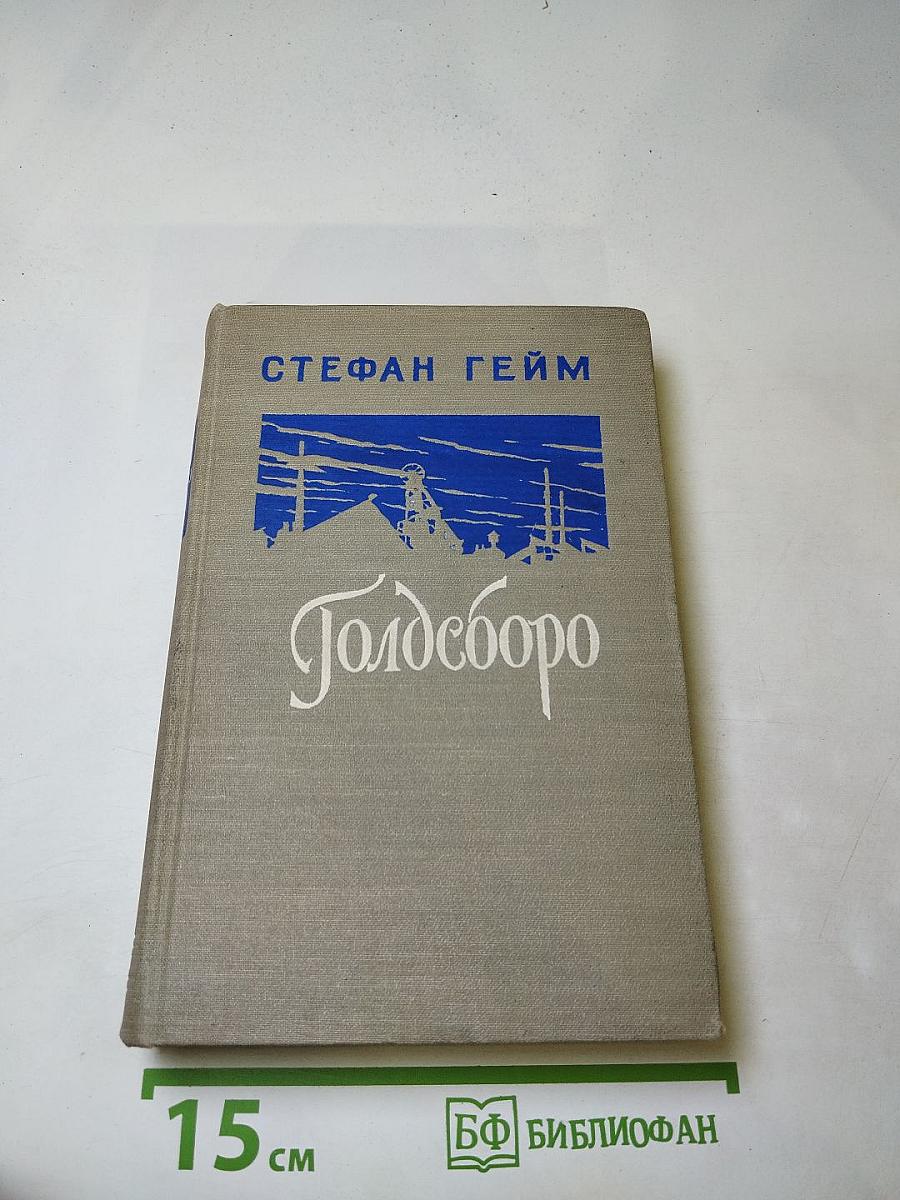 СТЕФАН ГЕЙМ
Голдсборо
15 см
БФ БИБЛИОФАН